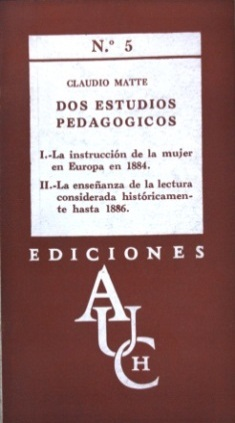 N.º 5
CLAUDIO MATTE
DOS ESTUDIOS
PEDAGOGICOS
I.-La instrucción de la mujer
en Europa en 1884.
II.-La enseñanza de la lectura
considerada históricamen-
te hasta 1886.
EDICIONES
AUCH